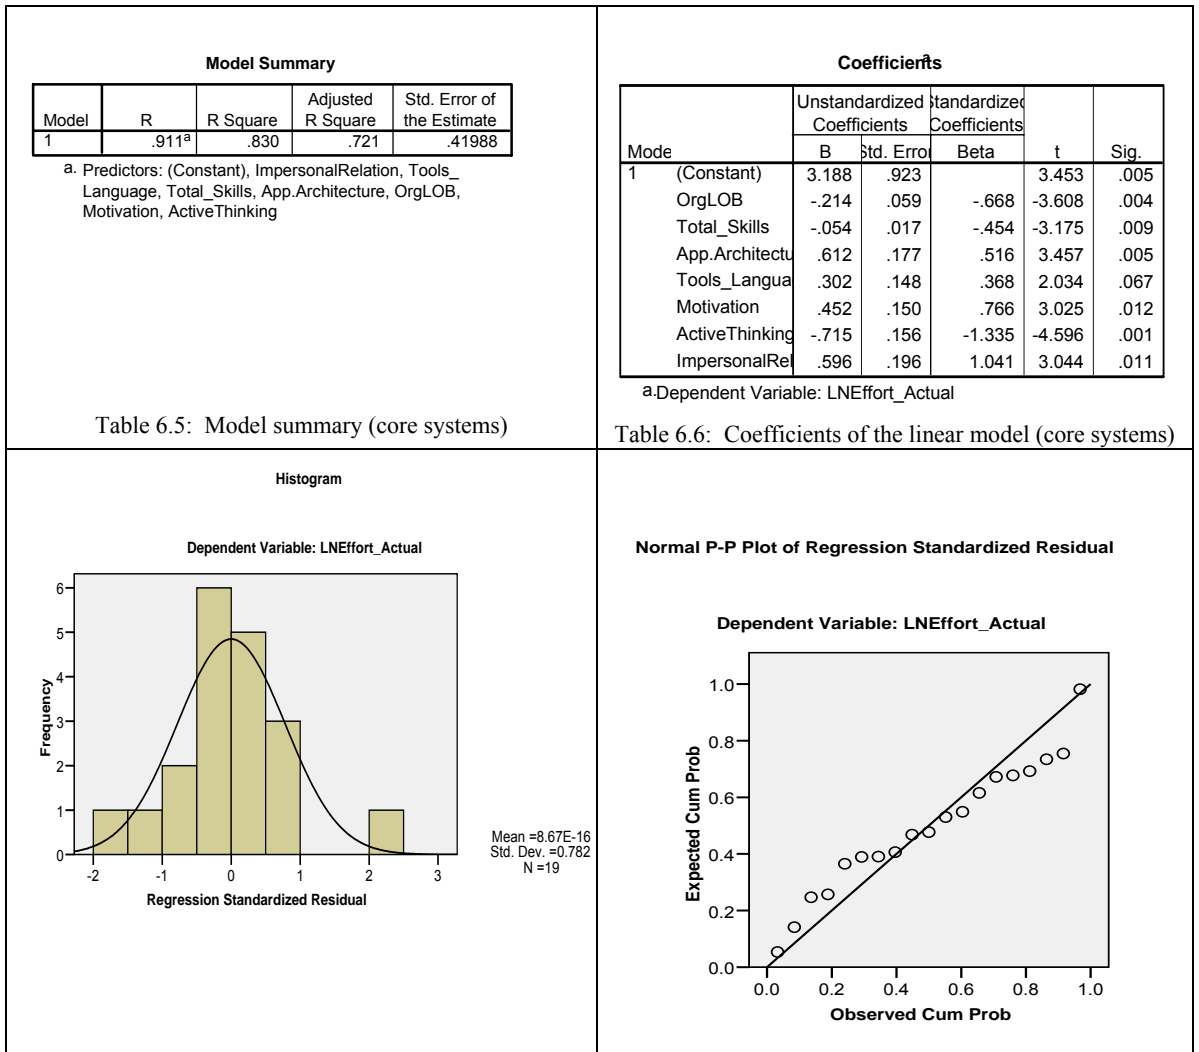 Model Summary
Model R R Square Adjusted R Square Std. Error of the Estimate
1 .911a .830 .721 .41988
a. Predictors: (Constant), ImpersonalRelation, Tools_
Language, Total_Skills, App.Architecture, OrgLOB,
Motivation, ActiveThinking
Table 6.5: Model summary (core systems)
Coefficientsa
Unstandardized Coefficients Standardized Coefficients
Mode B Std. Error Beta t Sig.
1 (Constant) 3.188 .923 3.453 .005
OrgLOB -.214 .059 -.668 -3.608 .004
Total_Skills -.054 .017 -.454 -3.175 .009
App.Architectu .612 .177 .516 3.457 .005
Tools_Langua .302 .148 .368 2.034 .067
Motivation .452 .150 .766 3.025 .012
ActiveThinking -.715 .156 -1.335 -4.596 .001
ImpersonalRel .596 .196 1.041 3.044 .011
a.Dependent Variable: LNEffort_Actual
Table 6.6: Coefficients of the linear model (core systems)
Histogram
Dependent Variable: LNEffort_Actual
Frequency
6
5
4
3
2
1
0
-2 -1 0 1 2 3
Regression Standardized Residual
Mean =8.67E-16
Std. Dev. =0.782
N =19
Normal P-P Plot of Regression Standardized Residual
Dependent Variable: LNEffort_Actual
Expected Cum Prob
1.0
0.8
0.6
0.4
0.2
0.0
0.0 0.2 0.4 0.6 0.8 1.0
Observed Cum Prob